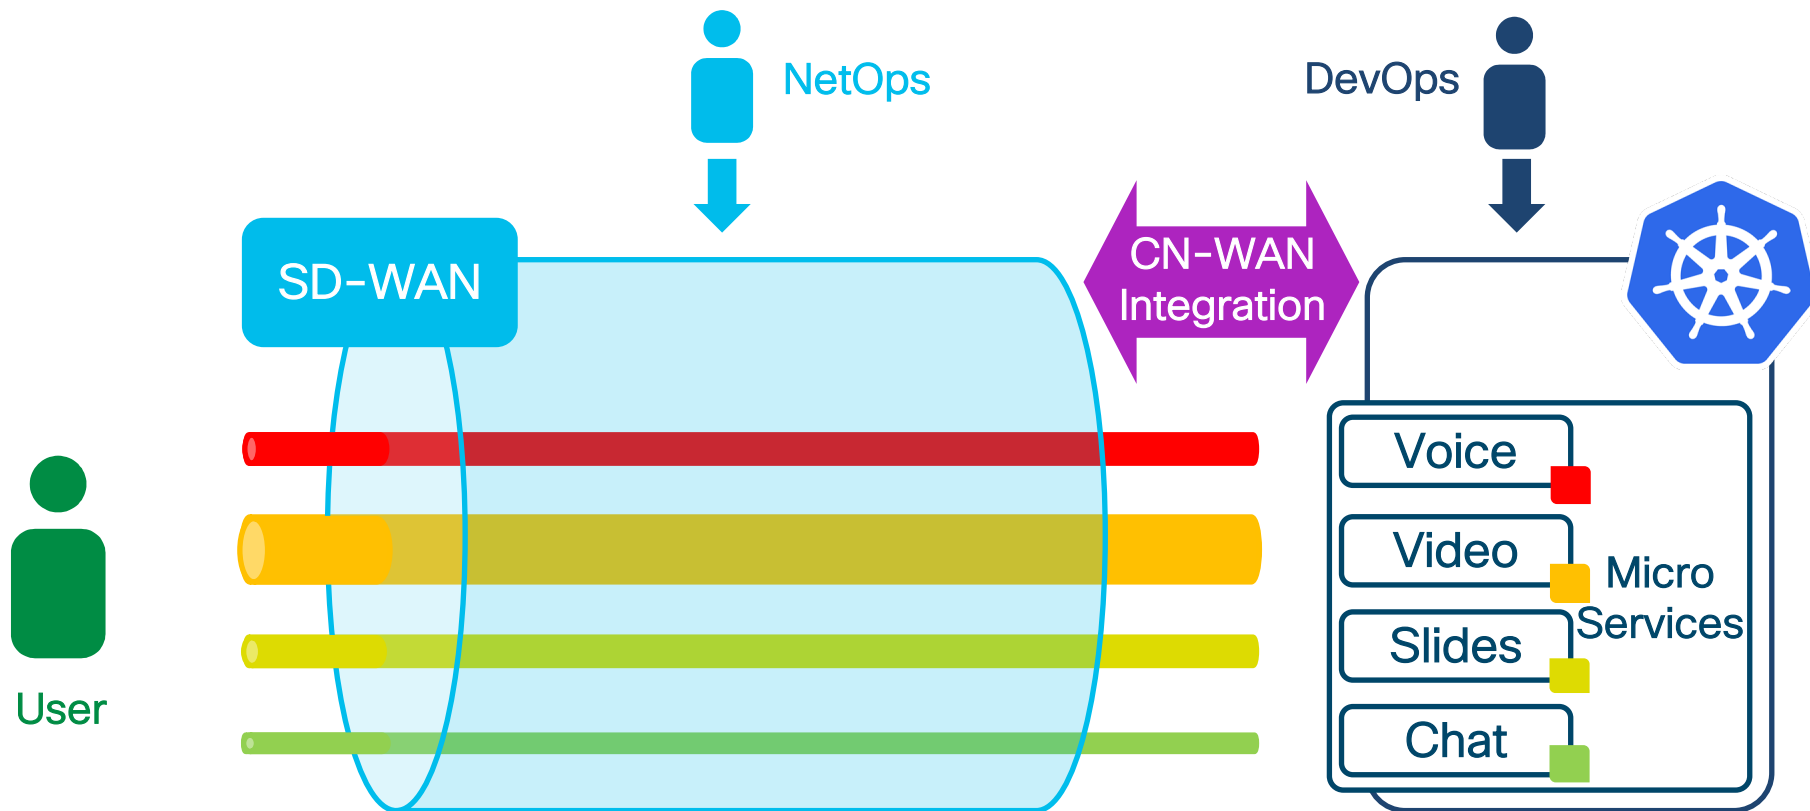 NetOps
DevOps
SD-WAN
CN-WAN
Integration
Voice
Video
Slides
Chat
Micro
Services
User